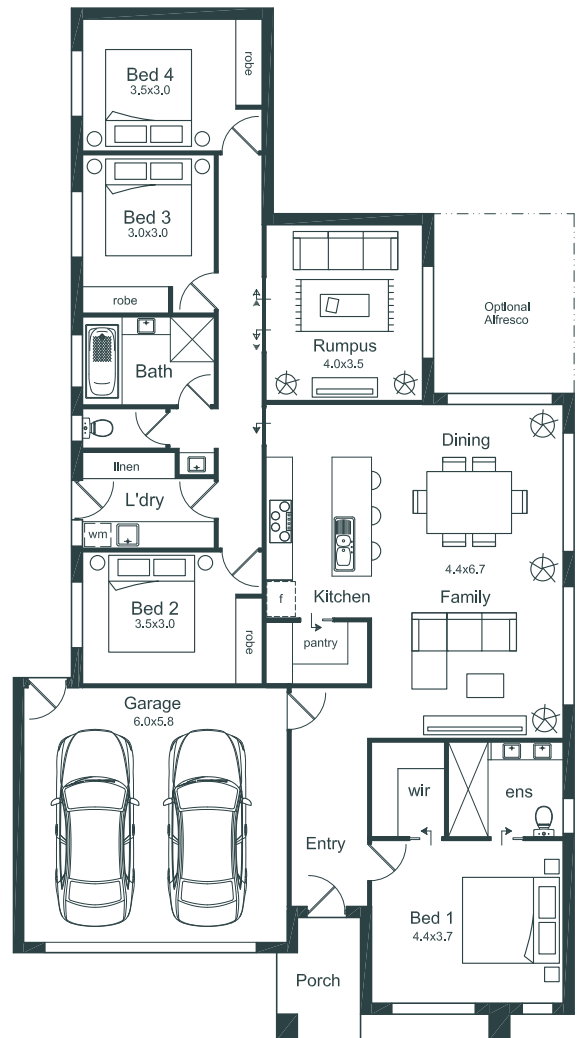 Bed 4
3.5x3.0
robe
Bed 3
3.0x3.0
robe
Optional
Alfresco
Rumpus
4.0x3.5
Bath
Dining
linen
L'dry
wm
4.4x6.7
Family
f
Kitchen
Bed 2
3.5x3.0
robe
pantry
Garage
6.0x5.8
wir
ens
Entry
Bed 1
4.4x3.7
Porch